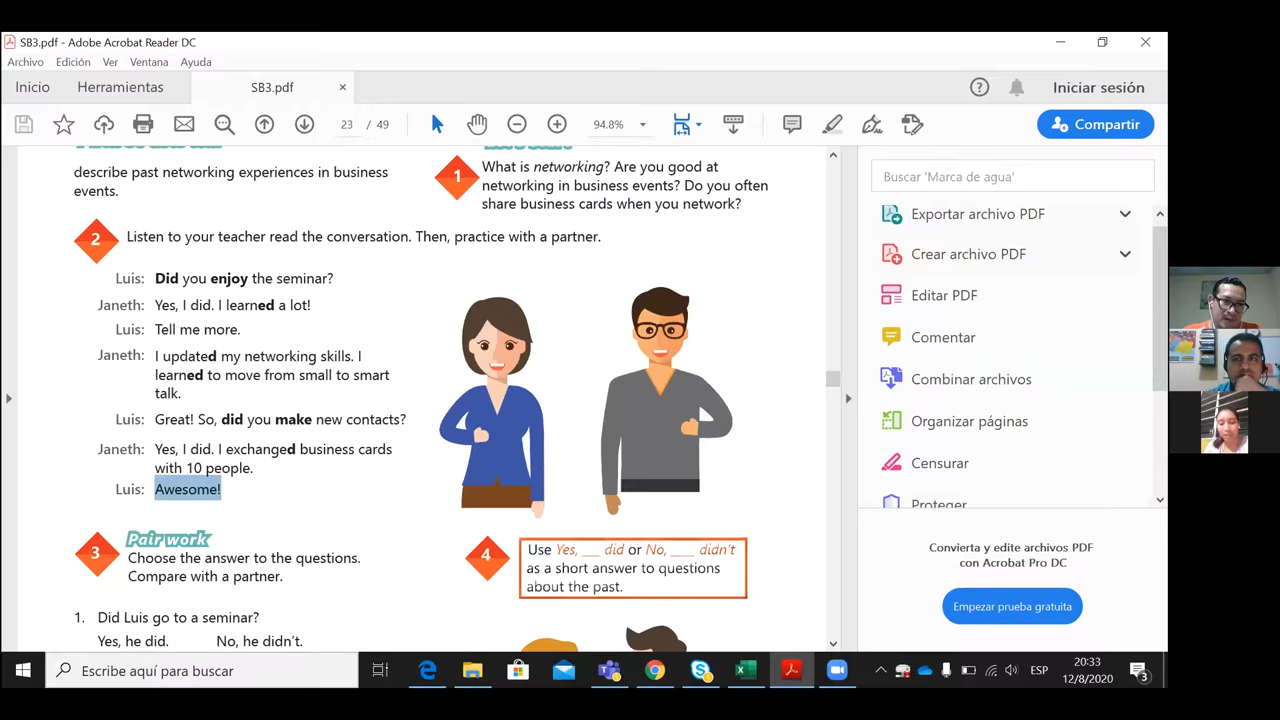 SB3.pdf - Adobe Acrobat Reader DC
Archivo Edición Ver Ventana Ayuda
Inicio Herramientas SB3.pdf Iniciar sesión
23 / 49 94.8% Compartir
describe past networking experiences in business
events.
1
What is networking? Are you good at
networking in business events? Do you often
share business cards when you network?
2 Listen to your teacher read the conversation. Then, practice with a partner.
Luis: Did you enjoy the seminar?
Janeth: Yes, I did. I learned a lot!
Luis: Tell me more.
Janeth: I updated my networking skills. I
learned to move from small to smart
talk.
Luis: Great! So, did you make new contacts?
Janeth: Yes, I did. I exchanged business cards
with 10 people.
Luis: Awesome!
3 Pair work
Choose the answer to the questions.
Compare with a partner.
1. Did Luis go to a seminar?
Yes, he did. No, he didn't.
4 Use Yes, __ did or No, ___ didn't
as a short answer to questions
about the past.
Buscar 'Marca de agua'
Exportar archivo PDF
Crear archivo PDF
Editar PDF
Comentar
Combinar archivos
Organizar páginas
Censurar
Proteger
Convierta y edite archivos PDF
con Acrobat Pro DC
Empezar prueba gratuita
Escribe aquí para buscar
ESP
20:33
12/8/2020
3